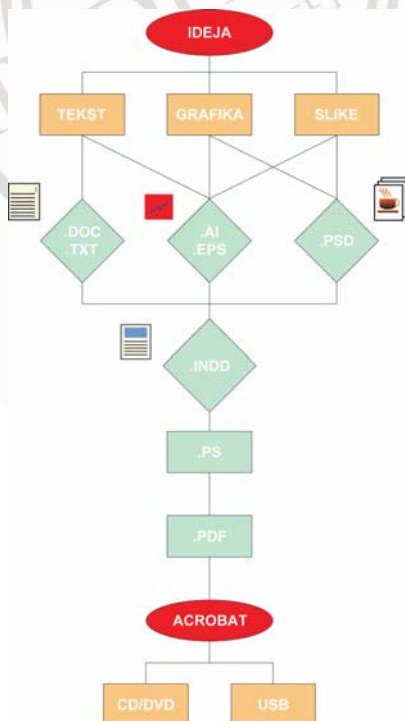 IDEJA
TEKST
GRAFIKA
SLIKE
.DOC
.TXT
.AI
.EPS
.PSD
.INDD
.PS
.PDF
ACROBAT
CD/DVD
USB